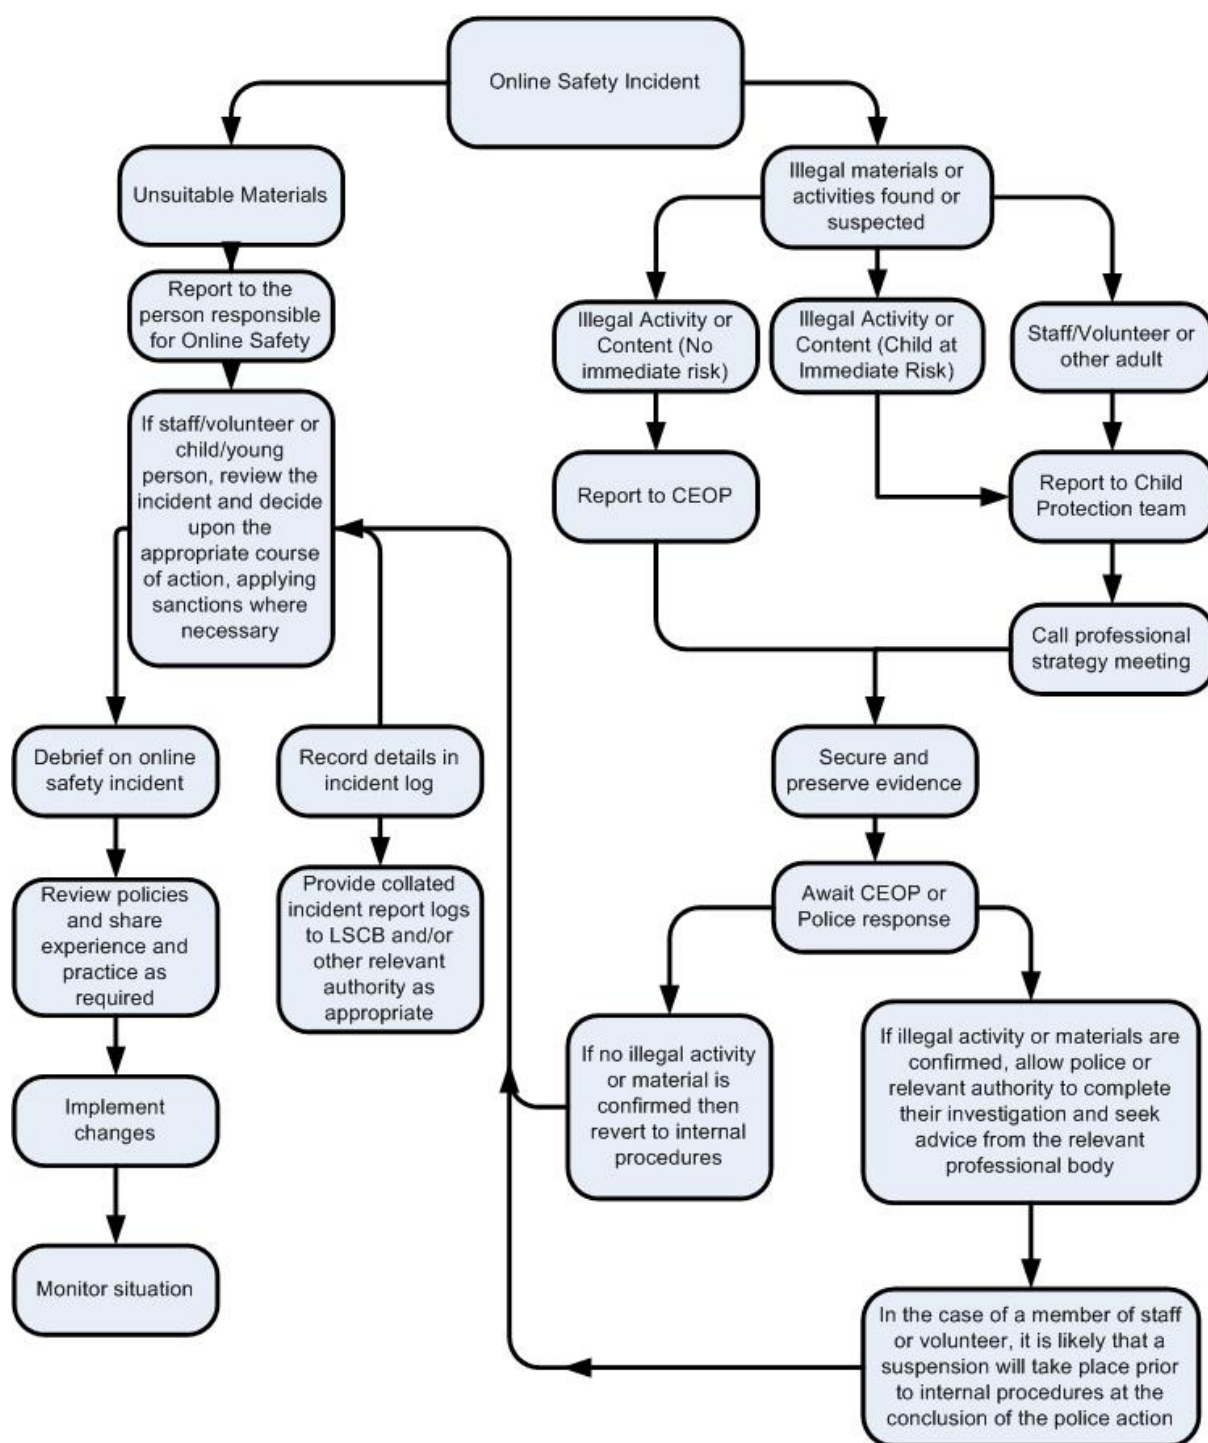 Online Safety Incident
Unsuitable Materials
Illegal materials or
activities found or
suspected
Report to the
person responsible
for Online Safety
Illegal Activity or
Content (No
immediate risk)
Illegal Activity or
Content (Child at
Immediate Risk)
Staff/Volunteer or
other adult
If staff/volunteer or
child/young
person, review the
incident and decide
upon the
appropriate course
of action, applying
sanctions where
necessary
Report to CEOP
Report to Child
Protection team
Call professional
strategy meeting
Debrief on online
safety incident
Record details in
incident log
Secure and
preserve evidence
Review policies
and share
experience and
practice as
required
Provide collated
incident report logs
to LSCB and/or
other relevant
authority as
appropriate
Await CEOP or
Police response
If no illegal activity
or material is
confirmed then
revert to internal
procedures
If illegal activity or materials are
confirmed, allow police or
relevant authority to complete
their investigation and seek
advice from the relevant
professional body
Implement
changes
Monitor situation
In the case of a member of staff
or volunteer, it is likely that a
suspension will take place prior
to internal procedures at the
conclusion of the police action